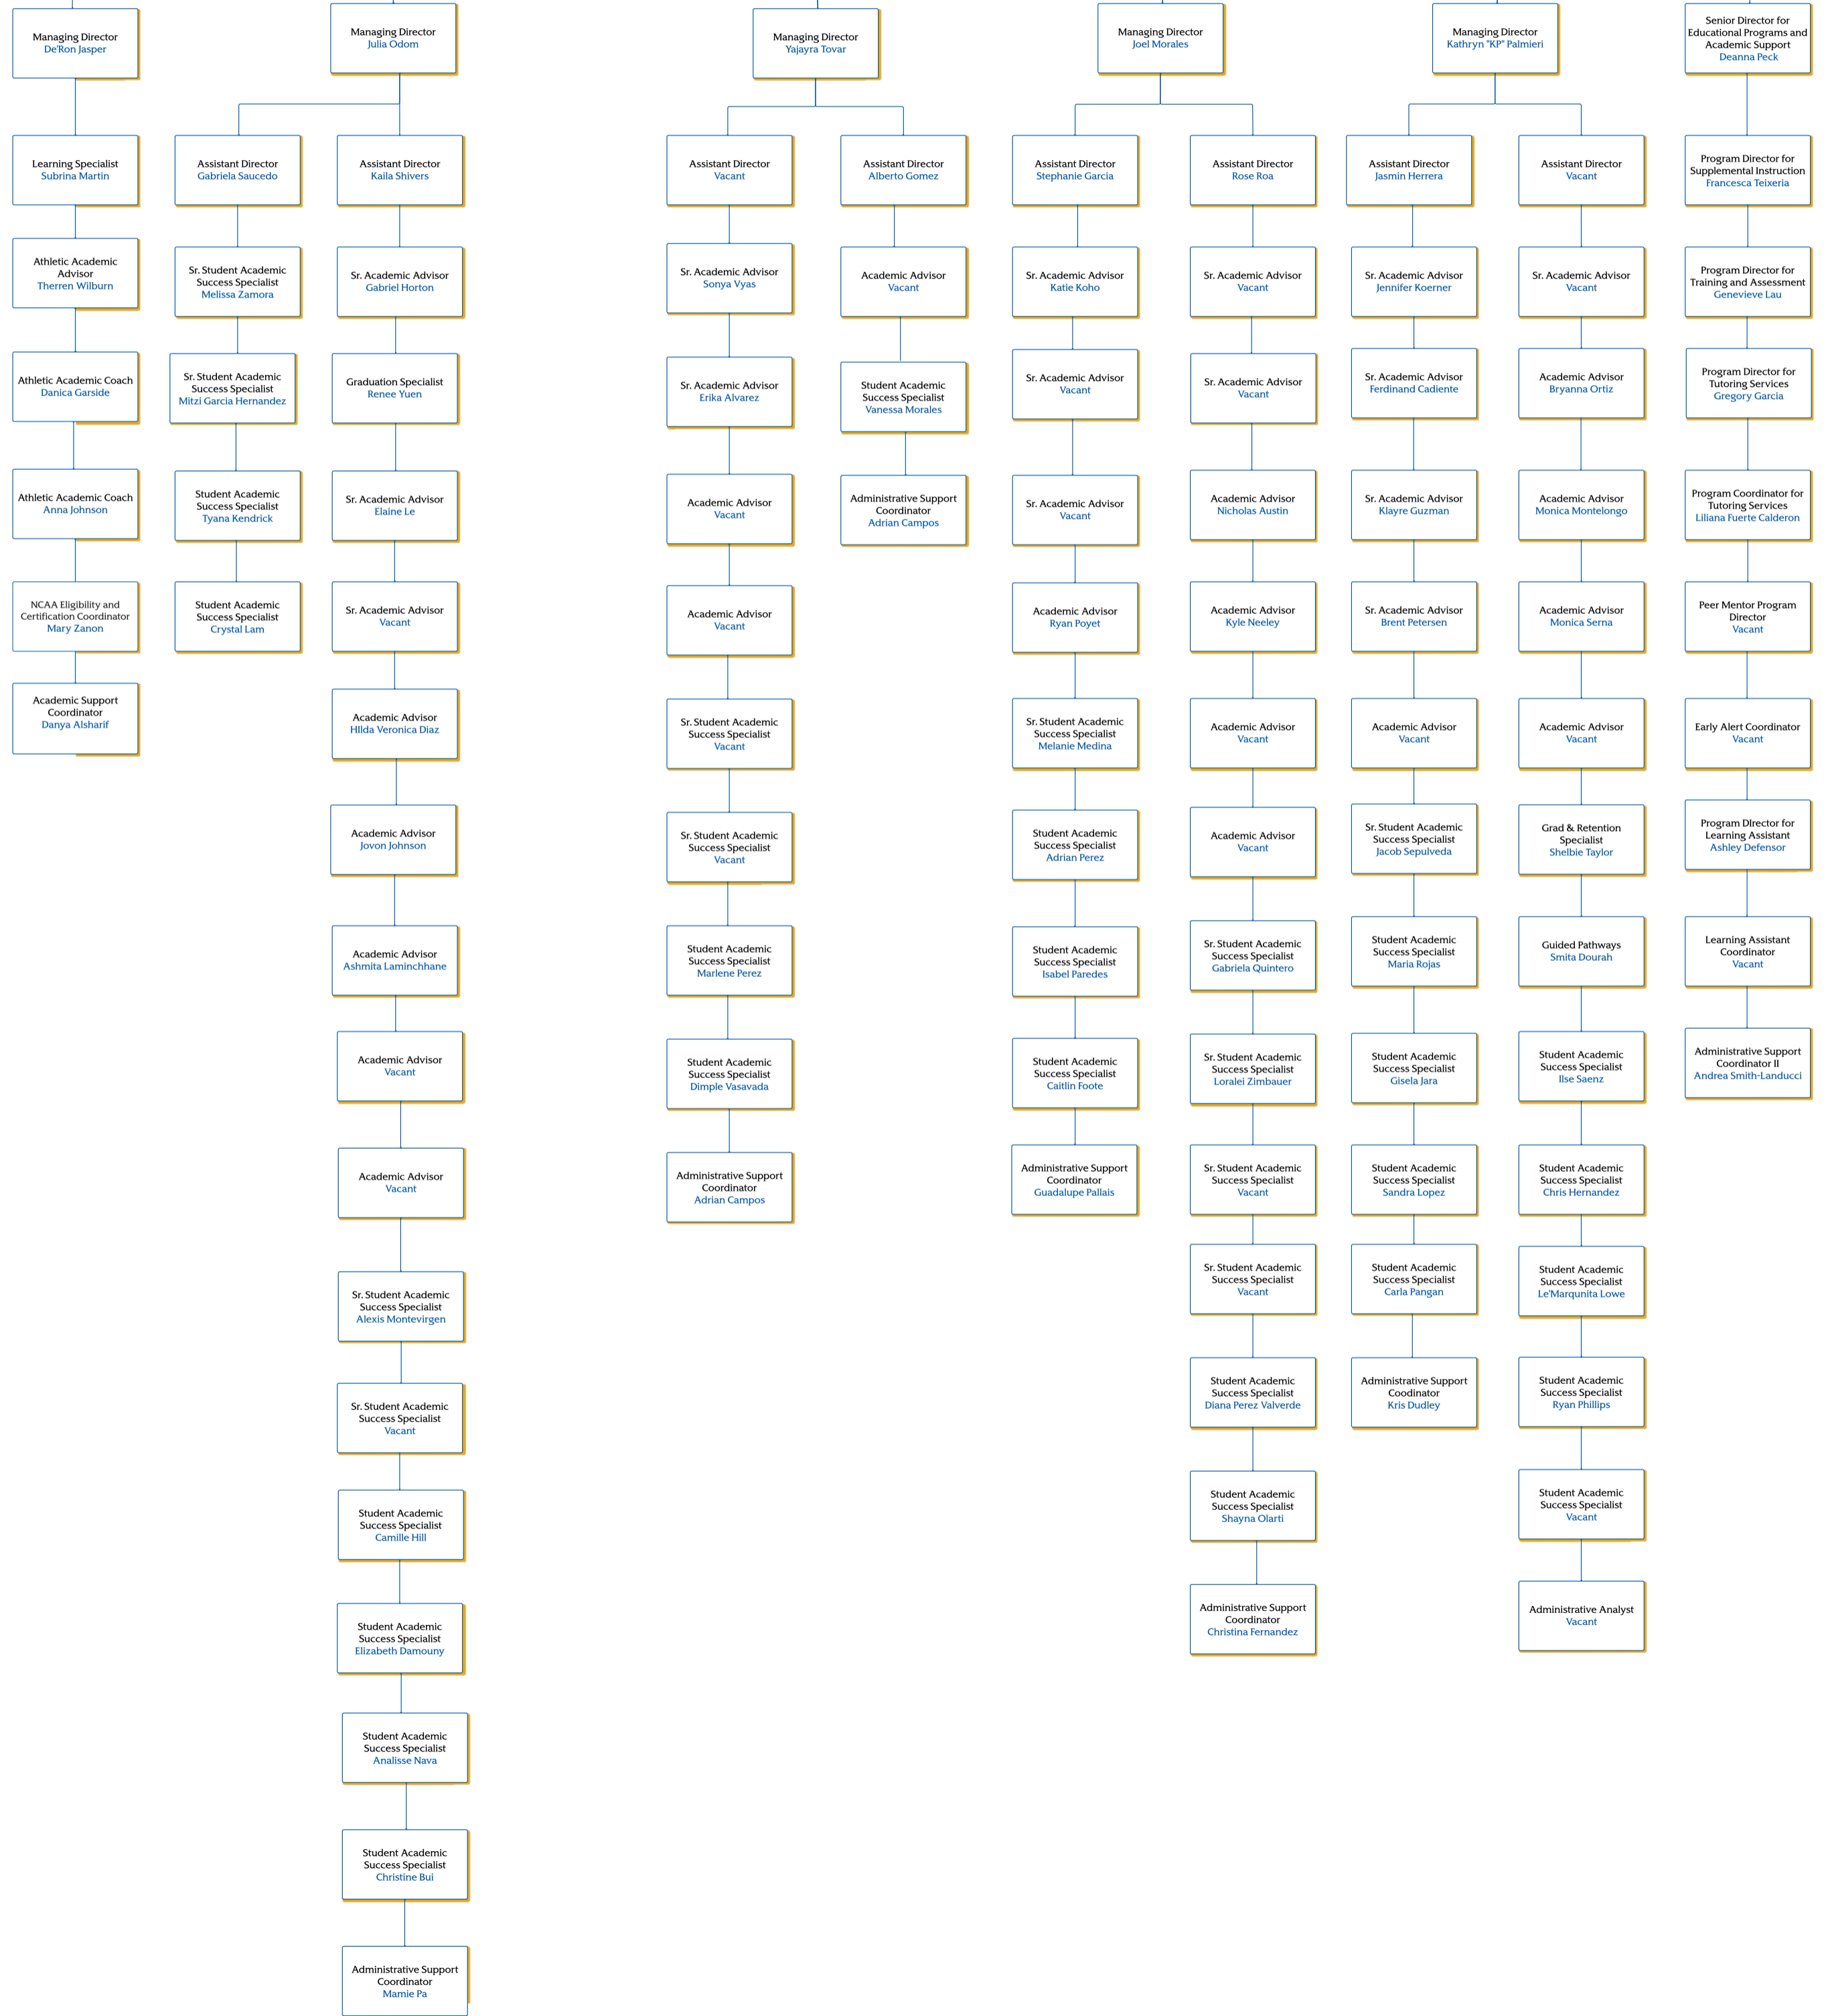 Managing Director
De'Ron Jasper
Learning Specialist
Subrina Martin
Athletic Academic
Advisor
Therren Wilburn
Athletic Academic Coach
Danica Garside
Athletic Academic Coach
Anna Johnson
NCAA Eligibility and
Certification Coordinator
Mary Zanon
Academic Support
Coordinator
Danya Alsharif
Managing Director
Julia Odom
Assistant Director
Gabriela Saucedo
Sr. Student Academic
Success Specialist
Melissa Zamora
Sr. Student Academic
Success Specialist
Mitzi Garcia Hernandez
Student Academic
Success Specialist
Tyana Kendrick
Student Academic
Success Specialist
Crystal Lam
Assistant Director
Kaila Shivers
Sr. Academic Advisor
Gabriel Horton
Graduation Specialist
Renee Yuen
Sr. Academic Advisor
Elaine Le
Sr. Academic Advisor
Vacant
Academic Advisor
HIlda Veronica Diaz
Academic Advisor
Jovon Johnson
Academic Advisor
Ashmita Laminchhane
Academic Advisor
Vacant
Academic Advisor
Vacant
Sr. Student Academic
Success Specialist
Alexis Montevirgen
Sr. Student Academic
Success Specialist
Vacant
Student Academic
Success Specialist
Camille Hill
Student Academic
Success Specialist
Elizabeth Damouny
Student Academic
Success Specialist
Analisse Nava
Student Academic
Success Specialist
Christine Bui
Administrative Support
Coordinator
Mamie Pa
Managing Director
Yajayra Tovar
Assistant Director
Vacant
Sr. Academic Advisor
Sonya Vyas
Sr. Academic Advisor
Erika Alvarez
Academic Advisor
Vacant
Academic Advisor
Vacant
Sr. Student Academic
Success Specialist
Vacant
Sr. Student Academic
Success Specialist
Vacant
Student Academic
Success Specialist
Marlene Perez
Student Academic
Success Specialist
Dimple Vasavada
Administrative Support
Coordinator
Adrian Campos
Assistant Director
Alberto Gomez
Academic Advisor
Vacant
Student Academic
Success Specialist
Vanessa Morales
Administrative Support
Coordinator
Adrian Campos
Managing Director
Joel Morales
Assistant Director
Stephanie Garcia
Sr. Academic Advisor
Katie Koho
Sr. Academic Advisor
Vacant
Sr. Academic Advisor
Vacant
Academic Advisor
Ryan Poyet
Sr. Student Academic
Success Specialist
Melanie Medina
Student Academic
Success Specialist
Adrian Perez
Student Academic
Success Specialist
Isabel Paredes
Student Academic
Success Specialist
Caitlin Foote
Administrative Support
Coordinator
Guadalupe Pallais
Assistant Director
Rose Roa
Sr. Academic Advisor
Vacant
Sr. Academic Advisor
Vacant
Academic Advisor
Nicholas Austin
Academic Advisor
Kyle Neeley
Academic Advisor
Vacant
Academic Advisor
Vacant
Sr. Student Academic
Success Specialist
Gabriela Quintero
Sr. Student Academic
Success Specialist
Loralei Zimbauer
Sr. Student Academic
Success Specialist
Vacant
Sr. Student Academic
Success Specialist
Vacant
Student Academic
Success Specialist
Diana Perez Valverde
Student Academic
Success Specialist
Shayna Olarti
Administrative Support
Coordinator
Christina Fernandez
Managing Director
Kathryn "KP" Palmieri
Assistant Director
Jasmin Herrera
Sr. Academic Advisor
Jennifer Koerner
Sr. Academic Advisor
Ferdinand Cadiente
Sr. Academic Advisor
Klayre Guzman
Sr. Academic Advisor
Brent Petersen
Academic Advisor
Vacant
Sr. Student Academic
Success Specialist
Jacob Sepulveda
Student Academic
Success Specialist
Maria Rojas
Student Academic
Success Specialist
Gisela Jara
Student Academic
Success Specialist
Sandra Lopez
Student Academic
Success Specialist
Carla Pangan
Administrative Support
Coodinator
Kris Dudley
Assistant Director
Vacant
Sr. Academic Advisor
Vacant
Academic Advisor
Bryanna Ortiz
Academic Advisor
Monica Montelongo
Academic Advisor
Monica Serna
Academic Advisor
Vacant
Grad & Retention
Specialist
Shelbie Taylor
Guided Pathways
Smita Dourah
Student Academic
Success Specialist
Ilse Saenz
Student Academic
Success Specialist
Chris Hernandez
Student Academic
Success Specialist
Le'Marqunita Lowe
Student Academic
Success Specialist
Ryan Phillips
Student Academic
Success Specialist
Vacant
Administrative Analyst
Vacant
Senior Director for
Educational Programs and
Academic Support
Deanna Peck
Program Director for
Supplemental Instruction
Francesca Teixeria
Program Director for
Training and Assessment
Genevieve Lau
Program Director for
Tutoring Services
Gregory Garcia
Program Coordinator for
Tutoring Services
Liliana Fuerte Calderon
Peer Mentor Program
Director
Vacant
Early Alert Coordinator
Vacant
Program DIrector for
Learning Assistant
Ashley Defensor
Learning Assistant
Coordinator
Vacant
Administrative Support
Coordinator II
Andrea Smith-Landucci